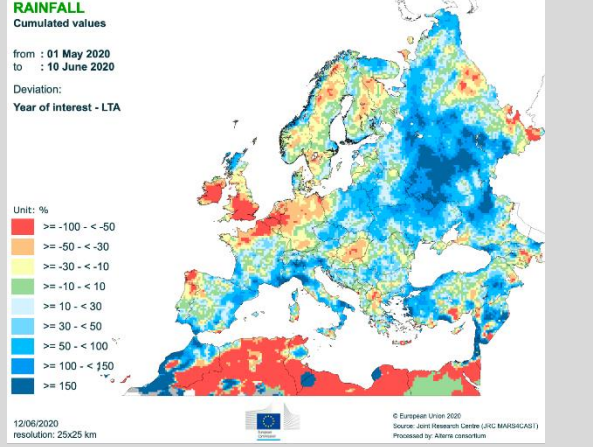 RAINFALL
Cumulated values
from : 01 May 2020
to : 10 June 2020
Deviation:
Year of interest - LTA
Unit: %
>= -100 - < -50
>= -50 - < -30
>= -30 - < -10
>= -10 - < 10
>= 10 - < 30
>= 30 - < 50
>= 50 - < 100
>= 100 - < 150
>= 150
12/06/2020
resolution: 25x25 km
European
Commission
© European Union 2020
Source: Joint Research Centre (JRC MARS4CAST)
Processed by: Alterra consortium